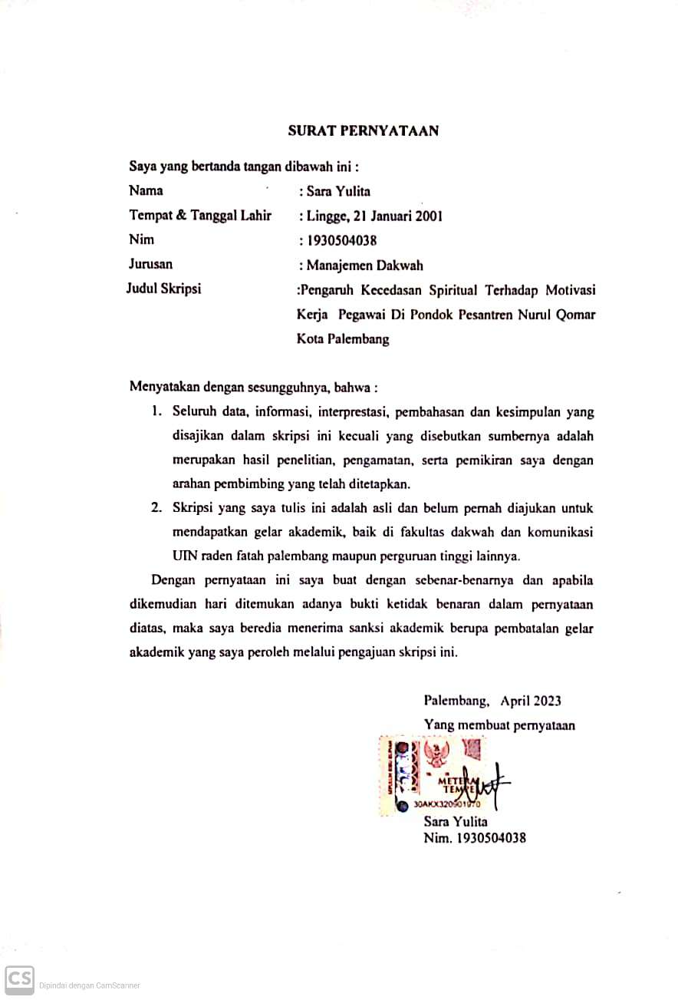 SURAT PERNYATAAN
Saya yang bertanda tangan dibawah ini :
Nama : Sara Yulita
Tempat & Tanggal Lahir : Lingge, 21 Januari 2001
Nim : 1930504038
Jurusan : Manajemen Dakwah
Judul Skripsi :Pengaruh Kecedasan Spiritual Terhadap Motivasi
Kerja Pegawai Di Pondok Pesantren Nurul Qomar
Kota Palembang
Menyatakan dengan sesungguhnya, bahwa :
1. Seluruh data, informasi, interprestasi, pembahasan dan kesimpulan yang
disajikan dalam skripsi ini kecuali yang disebutkan sumbernya adalah
merupakan hasil penelitian, pengamatan, serta pemikiran saya dengan
arahan pembimbing yang telah ditetapkan.
2. Skripsi yang saya tulis ini adalah asli dan belum pernah diajukan untuk
mendapatkan gelar akademik, baik di fakultas dakwah dan komunikasi
UIN raden fatah palembang maupun perguruan tinggi lainnya.
Dengan pernyataan ini saya buat dengan sebenar-benarnya dan apabila
dikemudian hari ditemukan adanya bukti ketidak benaran dalam pernyataan
diatas, maka saya beredia menerima sanksi akademik berupa pembatalan gelar
akademik yang saya peroleh melalui pengajuan skripsi ini.
Palembang, April 2023
Yang membuat pernyataan
METERAI
TEMPEL
30AKX320901970
Sara Yulita
Nim. 1930504038
CS Dipindai dengan CamScanner